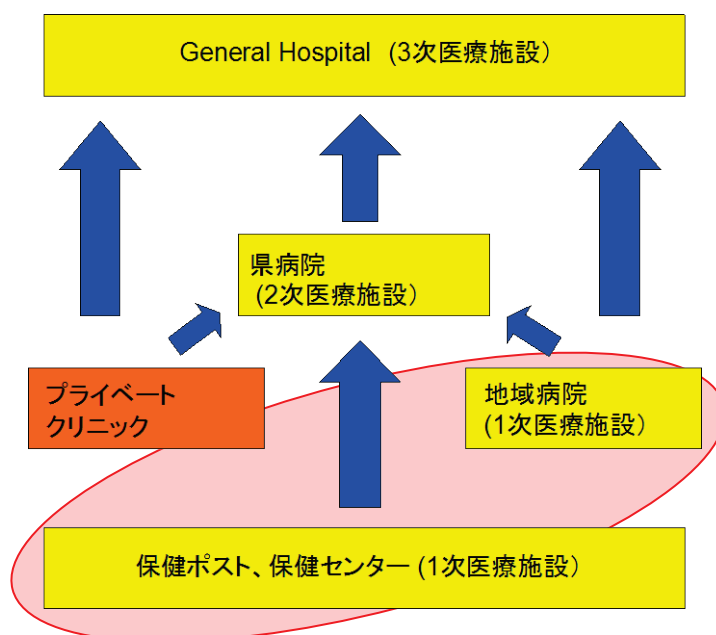 General Hospital (3次医療施設)
県病院
(2次医療施設)
プライベート
クリニック
地域病院
(1次医療施設)
保健ポスト、保健センター (1次医療施設)